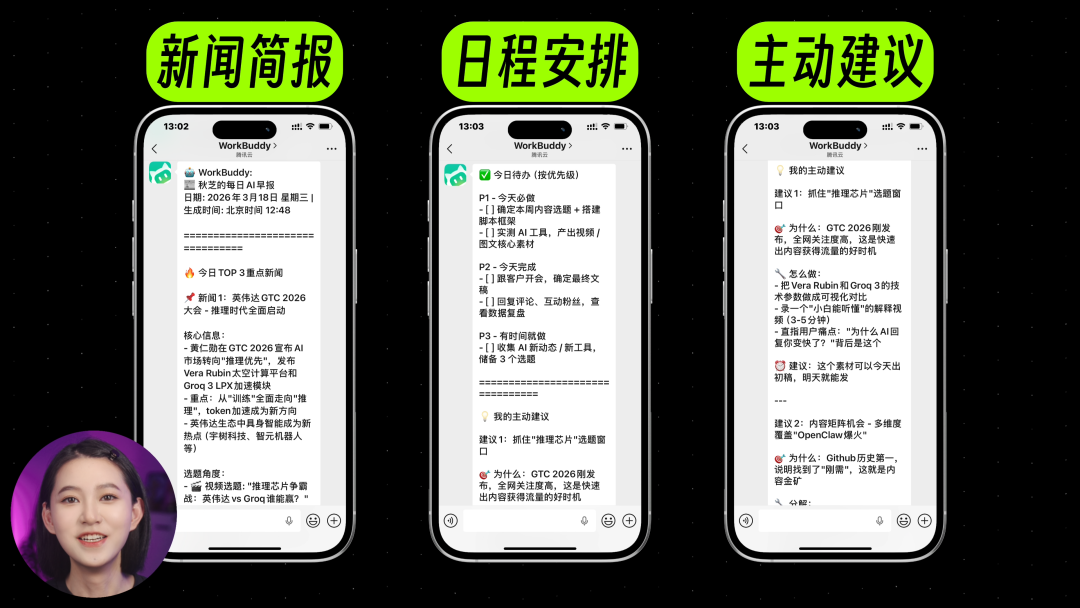 新闻简报
13:02
WorkBuddy
腾讯云
WorkBuddy:
秋芝的每日AI早报
日期: 2026年3月18日 星期三 |
生成时间: 北京时间 12:48
======================
==========
🔥 今日TOP 3重点新闻
📌 新闻1：英伟达GTC 2026
大会 - 推理时代全面启动
核心信息：
- 黄仁勋在GTC 2026宣布AI
市场转向"推理优先"，发布
Vera Rubin太空计算平台和
Groq 3 LPX加速模块
- 重点：从"训练"全面走向"推
理"，token加速成为新方向
- 英伟达生态中具身智能成为新
热点（宇树科技、智元机器人
等）
选题角度：
- 🎬 视频选题: "推理芯片争霸
战：英伟达 vs Groq谁能赢？"
日程安排
13:03
WorkBuddy
腾讯云
✅ 今日待办（按优先级）
P1 - 今天必做
- [ ] 确定本周内容选题 + 搭建
脚本框架
- [ ] 实测 AI 工具，产出视频 /
图文核心素材
P2 - 今天完成
- [ ] 跟客户开会，确定最终文
稿
- [ ] 回复评论、互动粉丝，查
看数据复盘
P3 - 有时间就做
- [ ] 收集 AI 新动态 / 新工具，
储备 3 个选题
======================
==========
💡 我的主动建议
建议1：抓住"推理芯片"选题窗
口
🎯 为什么：GTC 2026刚发
布，全网关注度高，这是快速
出内容获得流量的好时机
主动建议
13:03
WorkBuddy
腾讯云
💡 我的主动建议
建议1：抓住"推理芯片"选题窗
口
🎯 为什么：GTC 2026刚发
布，全网关注度高，这是快速
出内容获得流量的好时机
🔧 怎么做：
- 把Vera Rubin和Groq 3的技
术参数做成可视化对比
- 录一个"小白能听懂"的解释视
频（3-5分钟）
- 直指用户痛点："为什么AI回
复你变快了？"背后是这个
⏰ 建议：这个素材可以今天出
初稿，明天就能发
---
建议2：内容矩阵机会 - 多维度
覆盖"OpenClaw爆火"
🎯 为什么：Github历史第一，
说明找到了"刚需"，这就是内
容金矿
🔧 分解：